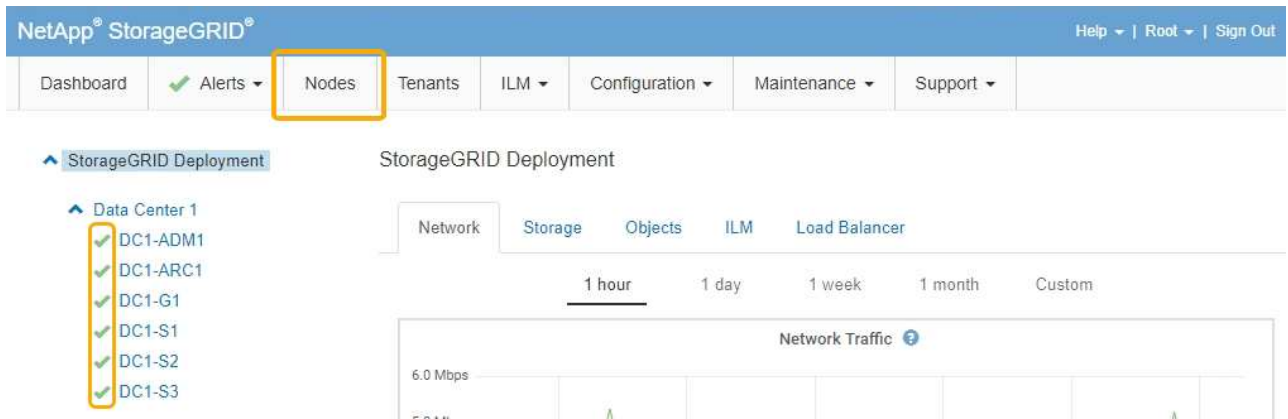 NetApp® StorageGRID®
Help | Root | Sign Out
Dashboard Alerts Nodes Tenants ILM Configuration Maintenance Support
StorageGRID Deployment
Data Center 1
DC1-ADM1
DC1-ARC1
DC1-G1
DC1-S1
DC1-S2
DC1-S3
StorageGRID Deployment
Network Storage Objects ILM Load Balancer
1 hour 1 day 1 week 1 month Custom
Network Traffic ?
6.0 Mbps